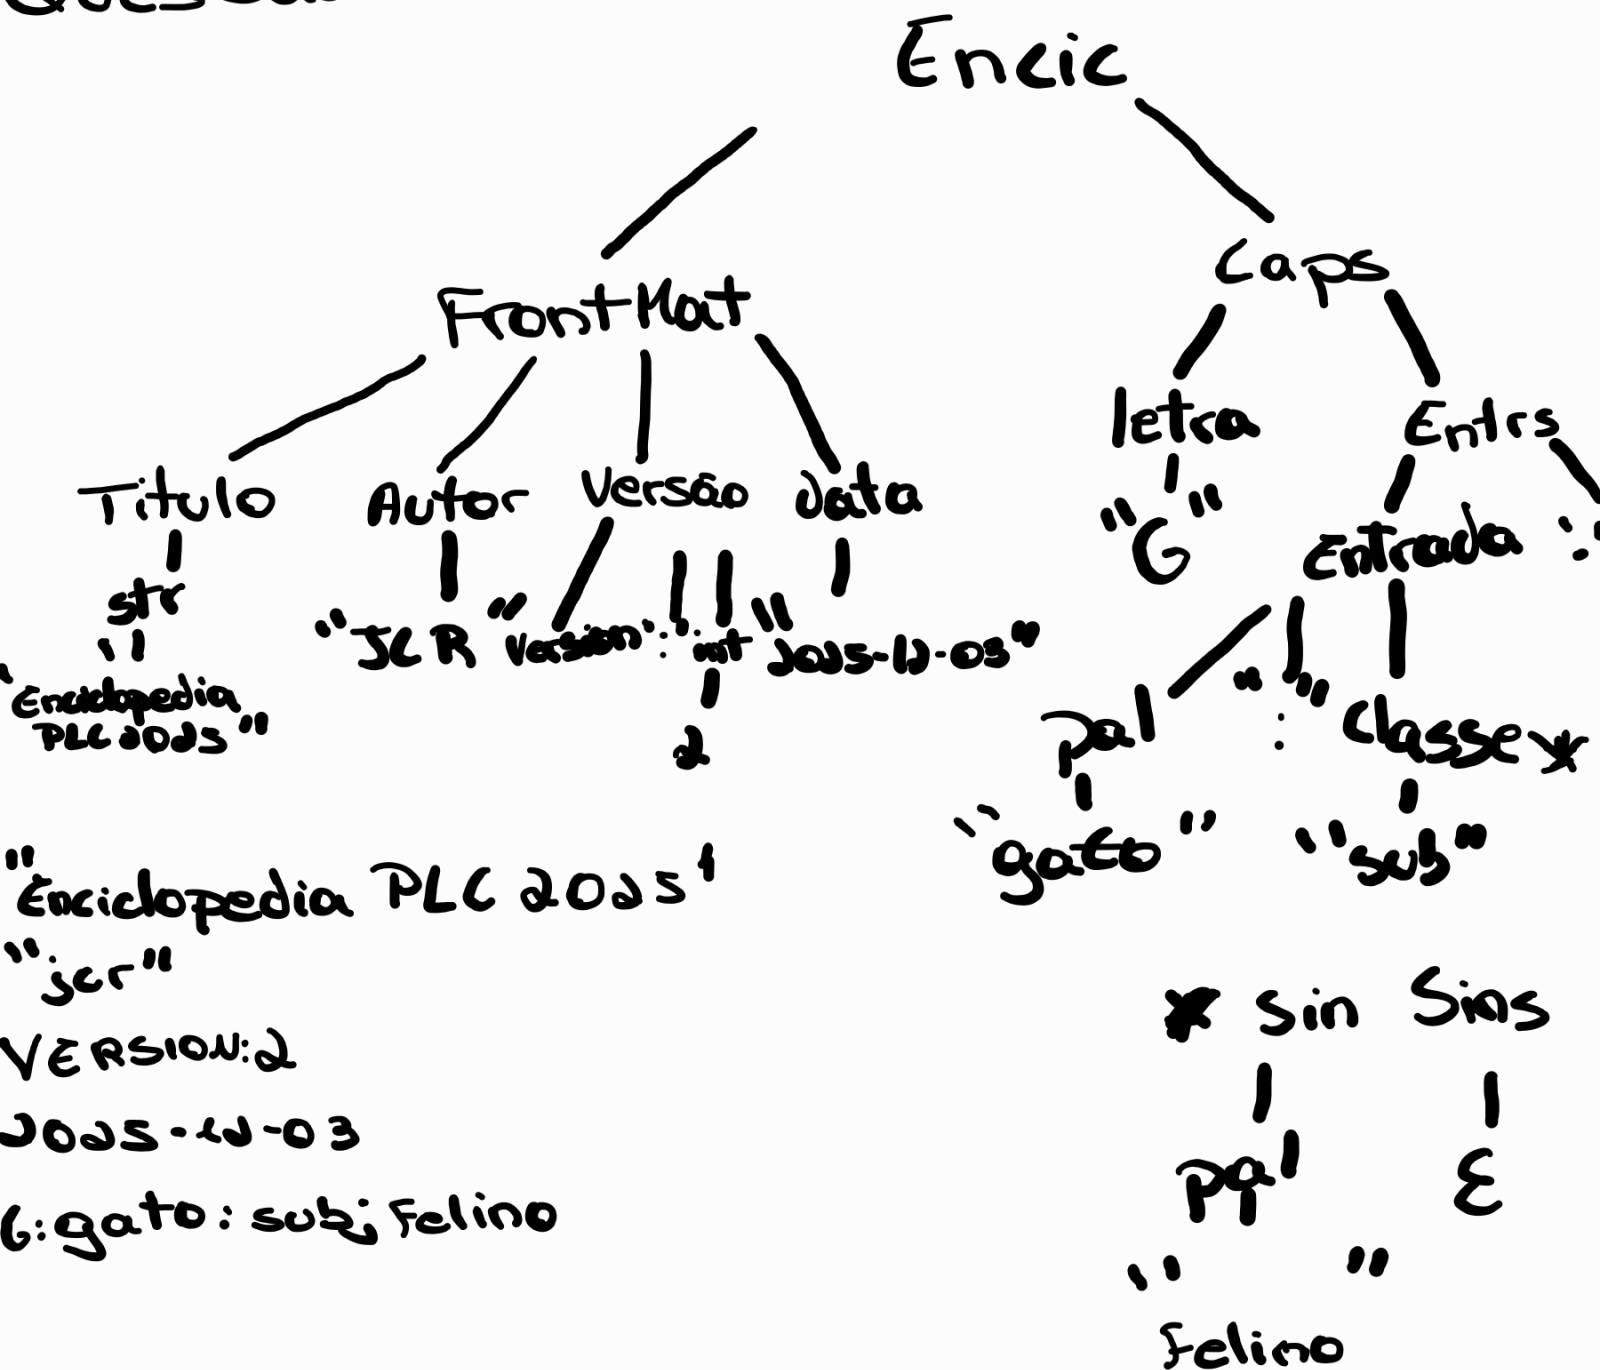 Encic
FrontMat Caps
Titulo Autor Versão data letra Entrs
str "JCR" "version" ":" int "2025-12-03" "G" Entrada
"Enciclopedia
PLC 2025"
2
pal ":" Classe *
"gato" "sub"
"Enciclopedia PLC 2025"
"jcr"
VERSION:2
2025-12-03
G:gato: subj Felino
* Sin Sins
pal ε
"Felino"